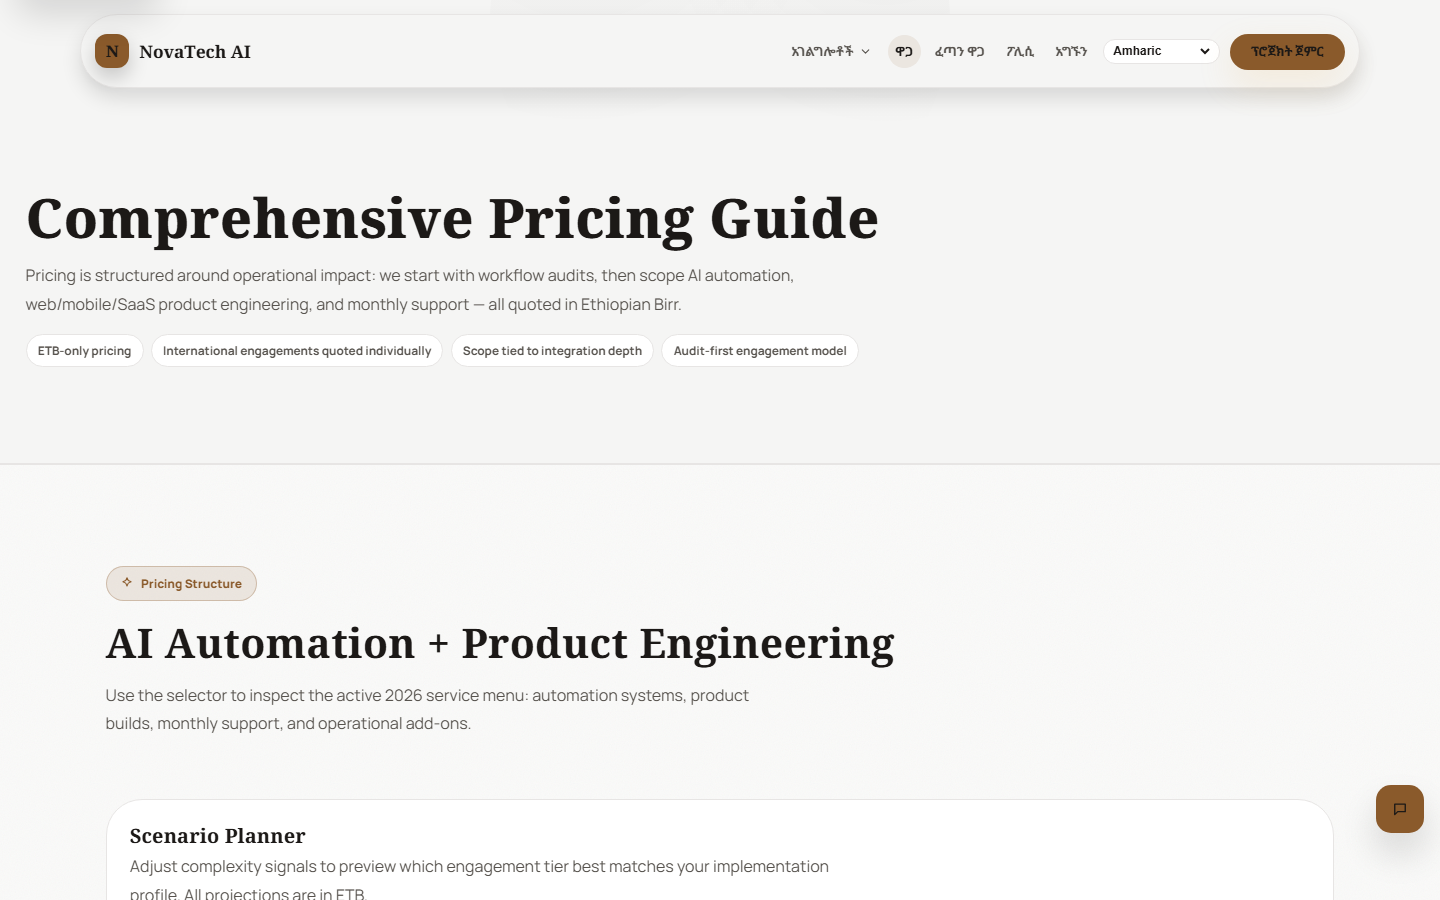 N NovaTech AI አገልግሎቶች ዋጋ ፈጣን ዋጋ ፖሊሲ አግኙን Amharic ፕሮጀክት ጀምር
Comprehensive Pricing Guide
Pricing is structured around operational impact: we start with workflow audits, then scope AI automation,
web/mobile/SaaS product engineering, and monthly support — all quoted in Ethiopian Birr.
ETB-only pricing International engagements quoted individually Scope tied to integration depth Audit-first engagement model
Pricing Structure
AI Automation + Product Engineering
Use the selector to inspect the active 2026 service menu: automation systems, product
builds, monthly support, and operational add-ons.
Scenario Planner
Adjust complexity signals to preview which engagement tier best matches your implementation
profile. All projections are in ETB.